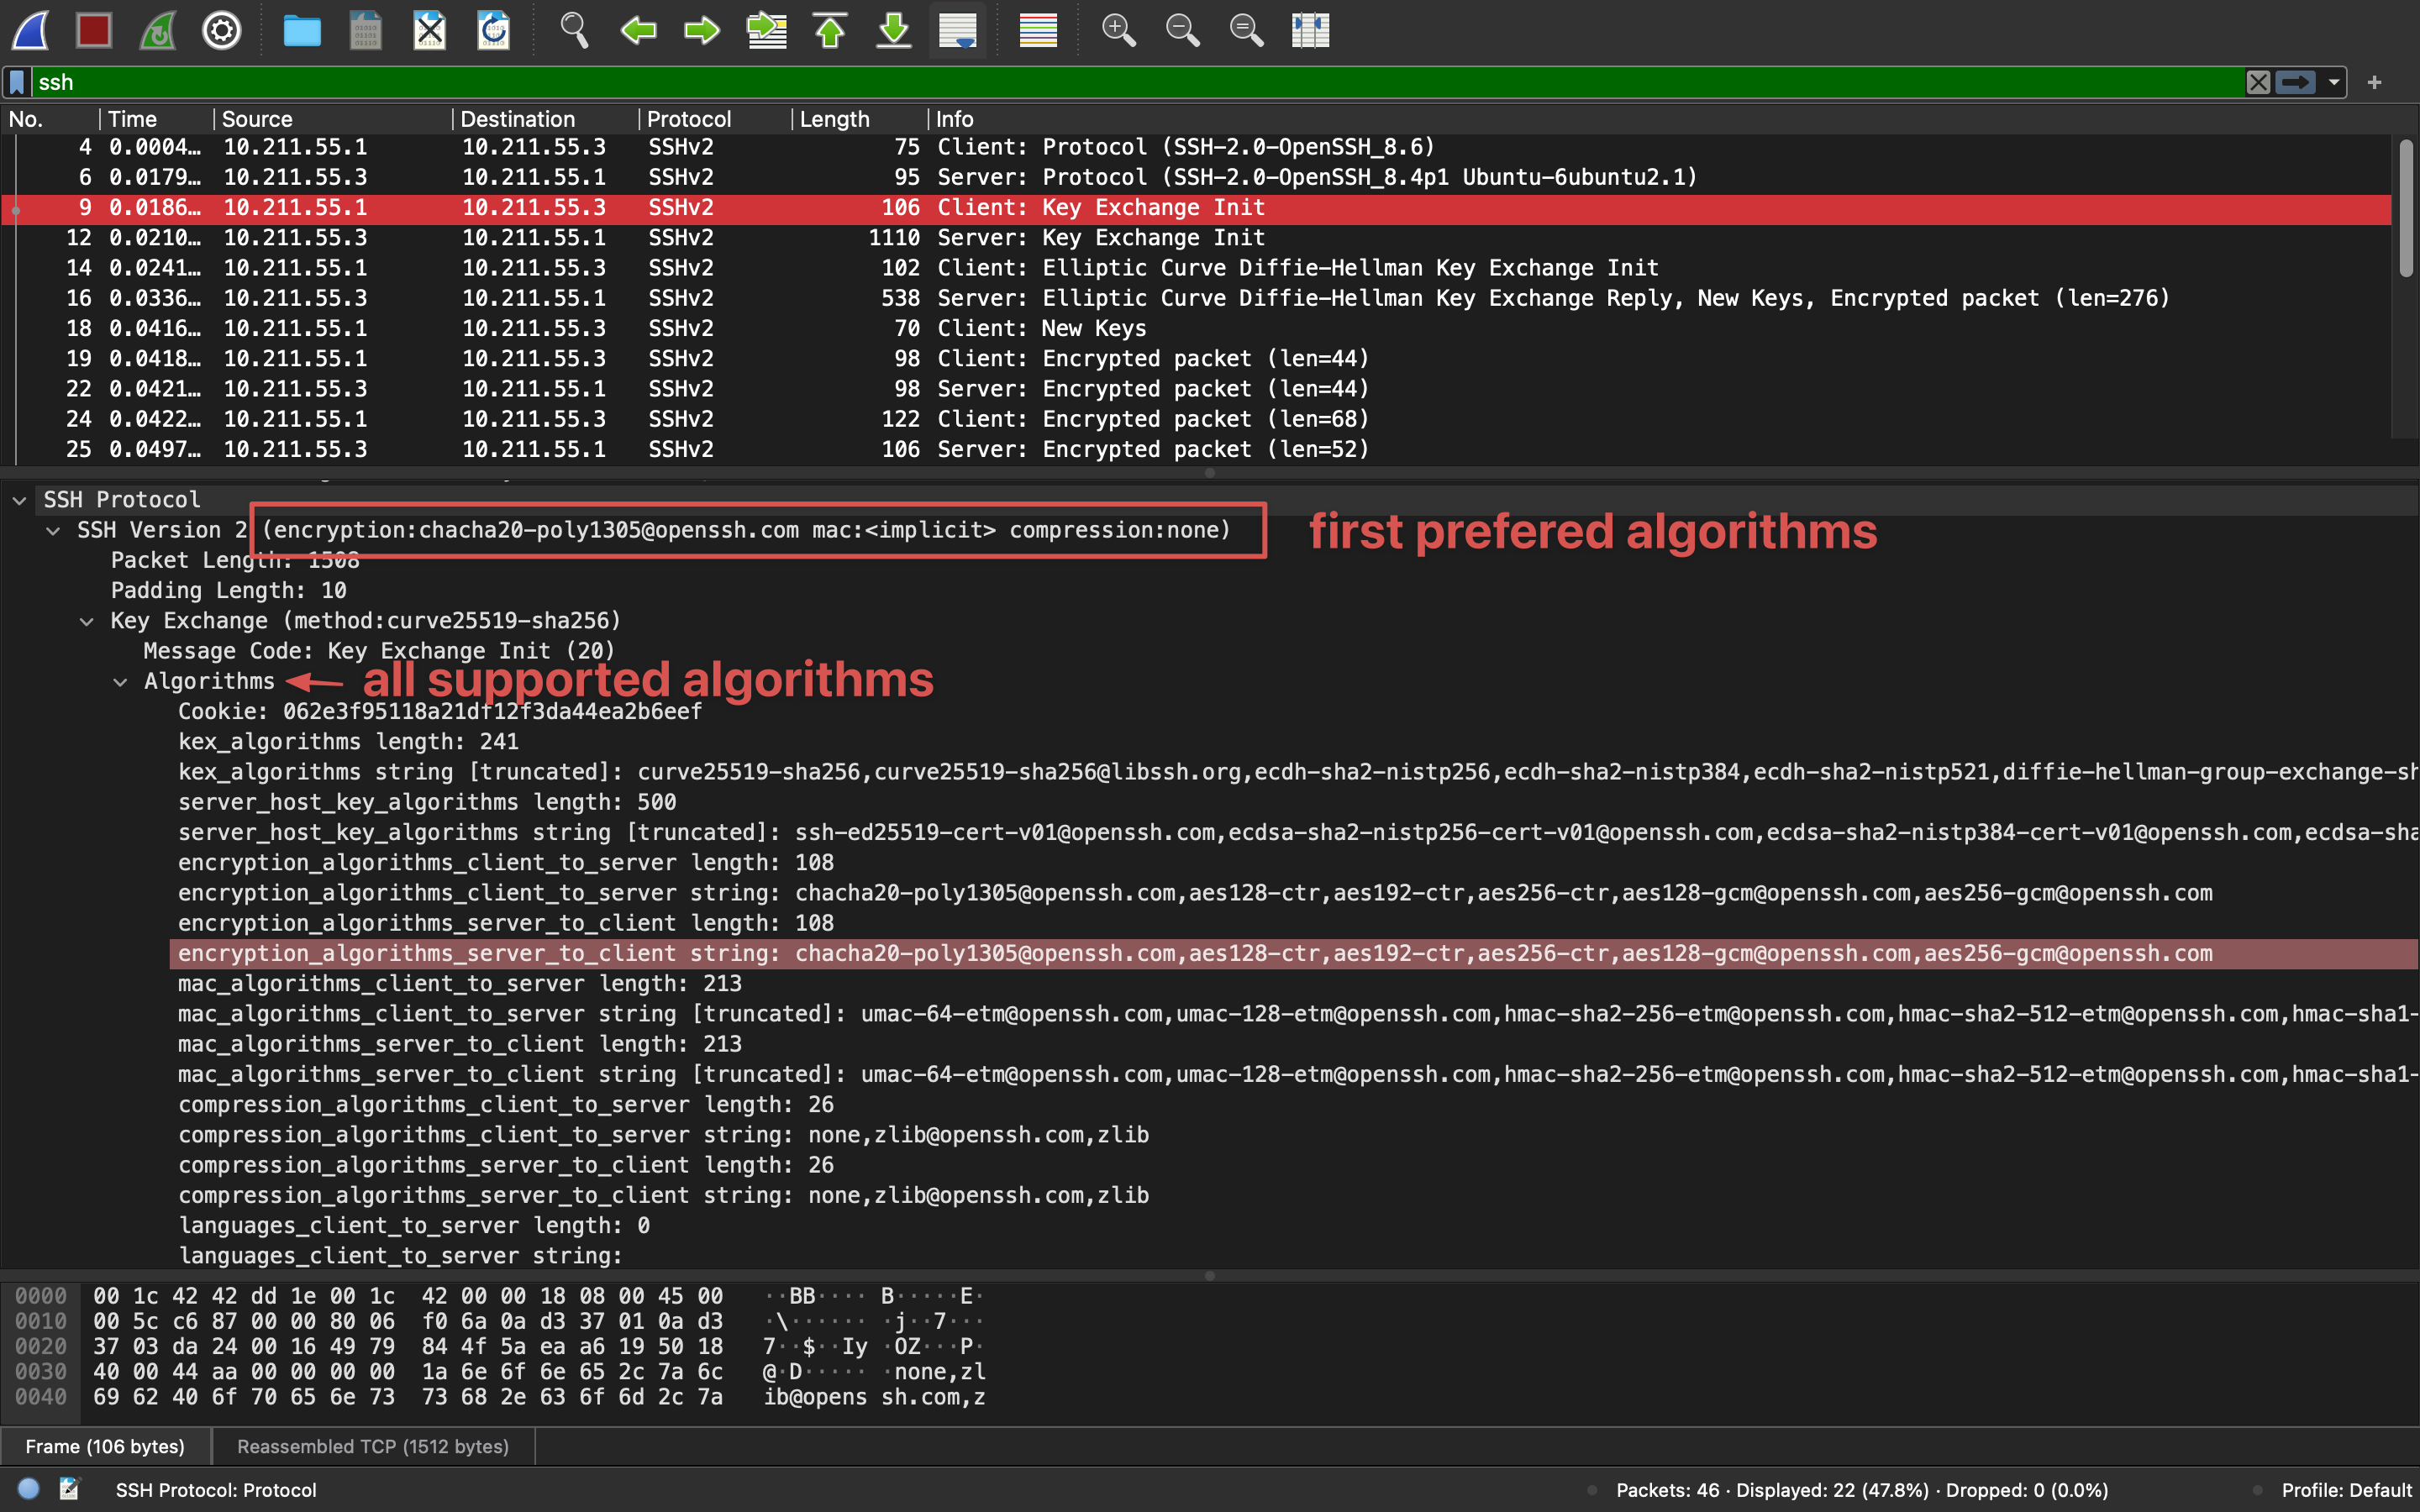 ssh
No. Time Source Destination Protocol Length Info
4 0.0004… 10.211.55.1 10.211.55.3 SSHv2 75 Client: Protocol (SSH-2.0-OpenSSH_8.6)
6 0.0179… 10.211.55.3 10.211.55.1 SSHv2 95 Server: Protocol (SSH-2.0-OpenSSH_8.4p1 Ubuntu-6ubuntu2.1)
9 0.0186… 10.211.55.1 10.211.55.3 SSHv2 106 Client: Key Exchange Init
12 0.0210… 10.211.55.3 10.211.55.1 SSHv2 1110 Server: Key Exchange Init
14 0.0241… 10.211.55.1 10.211.55.3 SSHv2 102 Client: Elliptic Curve Diffie-Hellman Key Exchange Init
16 0.0336… 10.211.55.3 10.211.55.1 SSHv2 538 Server: Elliptic Curve Diffie-Hellman Key Exchange Reply, New Keys, Encrypted packet (len=276)
18 0.0416… 10.211.55.1 10.211.55.3 SSHv2 70 Client: New Keys
19 0.0418… 10.211.55.1 10.211.55.3 SSHv2 98 Client: Encrypted packet (len=44)
22 0.0421… 10.211.55.3 10.211.55.1 SSHv2 98 Server: Encrypted packet (len=44)
24 0.0422… 10.211.55.1 10.211.55.3 SSHv2 122 Client: Encrypted packet (len=68)
25 0.0497… 10.211.55.3 10.211.55.1 SSHv2 106 Server: Encrypted packet (len=52)
SSH Protocol
SSH Version 2 (encryption:chacha20-poly1305@openssh.com mac:<implicit> compression:none) first prefered algorithms
Packet Length: 1508
Padding Length: 10
Key Exchange (method:curve25519-sha256)
Message Code: Key Exchange Init (20)
Algorithms all supported algorithms
Cookie: 062e3f95118a21df12f3da44ea2b6eef
kex_algorithms length: 241
kex_algorithms string [truncated]: curve25519-sha256,curve25519-sha256@libssh.org,ecdh-sha2-nistp256,ecdh-sha2-nistp384,ecdh-sha2-nistp521,diffie-hellman-group-exchange-sh
server_host_key_algorithms length: 500
server_host_key_algorithms string [truncated]: ssh-ed25519-cert-v01@openssh.com,ecdsa-sha2-nistp256-cert-v01@openssh.com,ecdsa-sha2-nistp384-cert-v01@openssh.com,ecdsa-sha
encryption_algorithms_client_to_server length: 108
encryption_algorithms_client_to_server string: chacha20-poly1305@openssh.com,aes128-ctr,aes192-ctr,aes256-ctr,aes128-gcm@openssh.com,aes256-gcm@openssh.com
encryption_algorithms_server_to_client length: 108
encryption_algorithms_server_to_client string: chacha20-poly1305@openssh.com,aes128-ctr,aes192-ctr,aes256-ctr,aes128-gcm@openssh.com,aes256-gcm@openssh.com
mac_algorithms_client_to_server length: 213
mac_algorithms_client_to_server string [truncated]: umac-64-etm@openssh.com,umac-128-etm@openssh.com,hmac-sha2-256-etm@openssh.com,hmac-sha2-512-etm@openssh.com,hmac-sha1-
mac_algorithms_server_to_client length: 213
mac_algorithms_server_to_client string [truncated]: umac-64-etm@openssh.com,umac-128-etm@openssh.com,hmac-sha2-256-etm@openssh.com,hmac-sha2-512-etm@openssh.com,hmac-sha1-
compression_algorithms_client_to_server length: 26
compression_algorithms_client_to_server string: none,zlib@openssh.com,zlib
compression_algorithms_server_to_client length: 26
compression_algorithms_server_to_client string: none,zlib@openssh.com,zlib
languages_client_to_server length: 0
languages_client_to_server string:
0000 00 1c 42 42 dd 1e 00 1c 42 00 00 18 08 00 45 00 ··BB···· B·····E·
0010 00 5c c6 87 00 00 80 06 f0 6a 0a d3 37 01 0a d3 ·\······ ·j··7···
0020 37 03 da 24 00 16 49 79 84 4f 5a ea a6 19 50 18 7··$··Iy ·OZ···P·
0030 40 00 44 aa 00 00 00 00 1a 6e 6f 6e 65 2c 7a 6c @·D····· ·none,zl
0040 69 62 40 6f 70 65 6e 73 73 68 2e 63 6f 6d 2c 7a ib@opens sh.com,z
Frame (106 bytes) Reassembled TCP (1512 bytes)
SSH Protocol: Protocol Packets: 46 · Displayed: 22 (47.8%) · Dropped: 0 (0.0%) Profile: Default